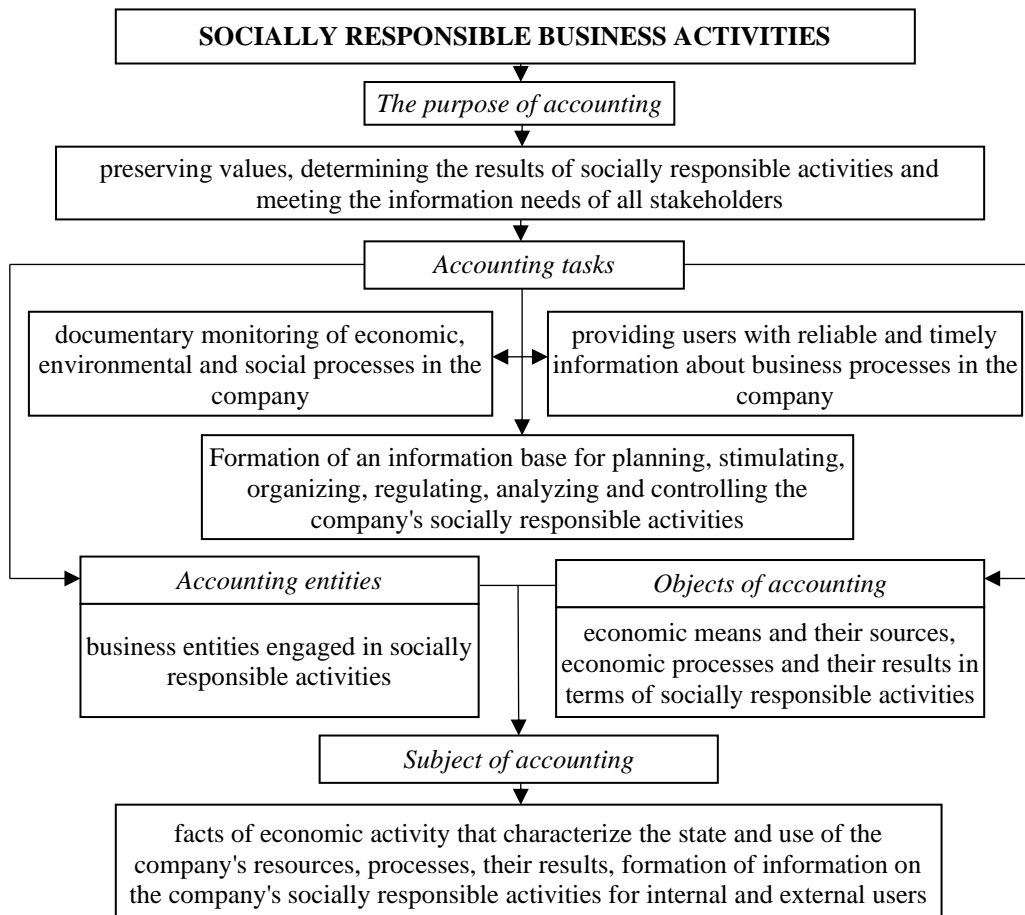 SOCIALLY RESPONSIBLE BUSINESS ACTIVITIES
The purpose of accounting
preserving values, determining the results of socially responsible activities and
meeting the information needs of all stakeholders
Accounting tasks
documentary monitoring of economic,
environmental and social processes in the
company
providing users with reliable and timely
information about business processes in the
company
Formation of an information base for planning, stimulating,
organizing, regulating, analyzing and controlling the
company's socially responsible activities
Accounting entities
business entities engaged in socially
responsible activities
Objects of accounting
economic means and their sources,
economic processes and their results in
terms of socially responsible activities
Subject of accounting
facts of economic activity that characterize the state and use of the
company's resources, processes, their results, formation of information on
the company's socially responsible activities for internal and external users